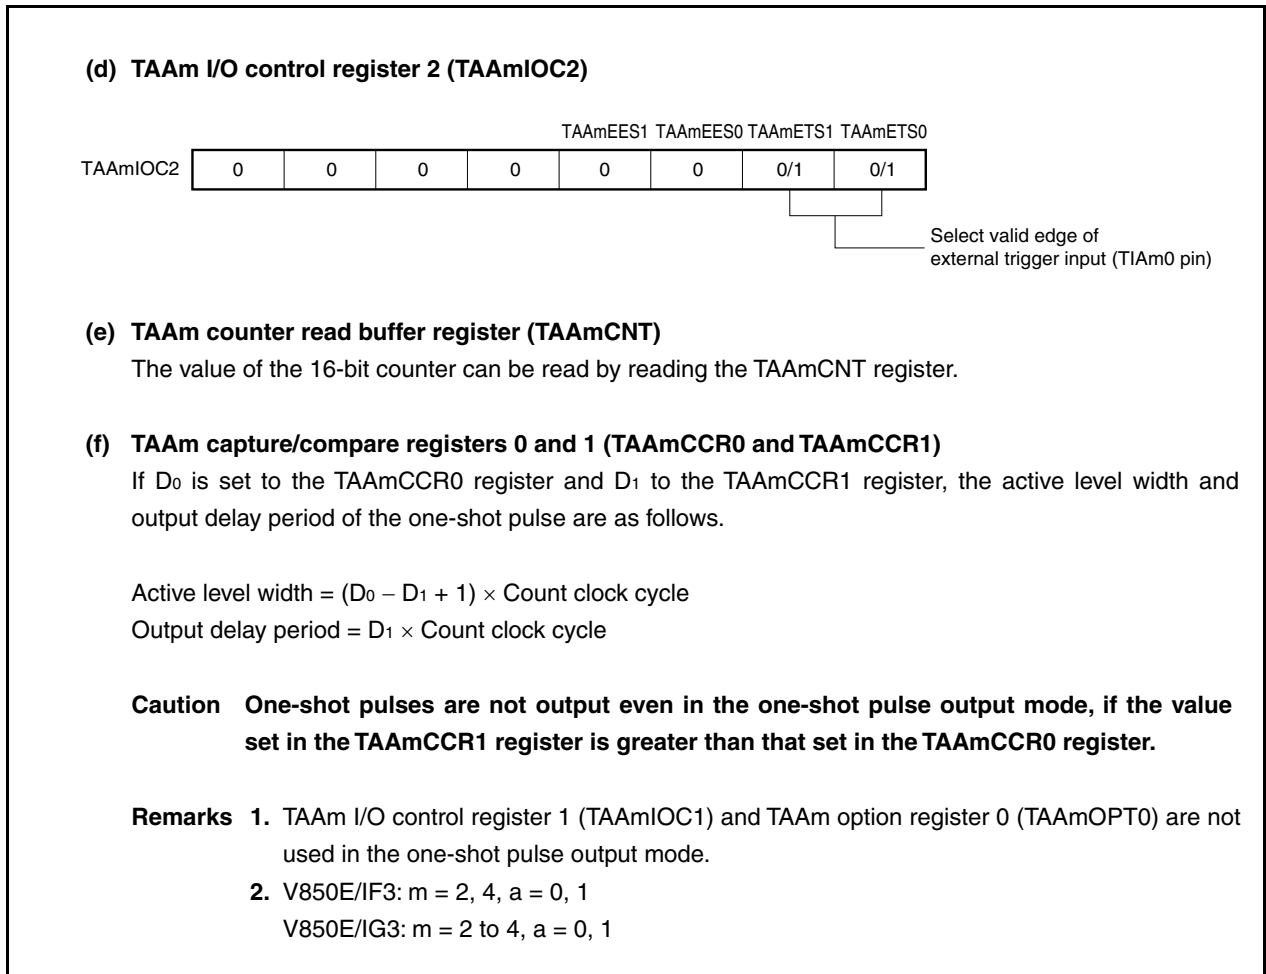 (d) TAAm I/O control register 2 (TAAmIOC2)
TAAmEES1 TAAmEES0 TAAmETS1 TAAmETS0
TAAmIOC2 0 0 0 0 0 0 0/1 0/1
Select valid edge of
external trigger input (TIAm0 pin)
(e) TAAm counter read buffer register (TAAmCNT)
The value of the 16-bit counter can be read by reading the TAAmCNT register.
(f) TAAm capture/compare registers 0 and 1 (TAAmCCR0 and TAAmCCR1)
If D0 is set to the TAAmCCR0 register and D1 to the TAAmCCR1 register, the active level width and
output delay period of the one-shot pulse are as follows.
Active level width = (D0 − D1 + 1) × Count clock cycle
Output delay period = D1 × Count clock cycle
Caution One-shot pulses are not output even in the one-shot pulse output mode, if the value
set in the TAAmCCR1 register is greater than that set in the TAAmCCR0 register.
Remarks 1. TAAm I/O control register 1 (TAAmIOC1) and TAAm option register 0 (TAAmOPT0) are not
used in the one-shot pulse output mode.
2. V850E/IF3: m = 2, 4, a = 0, 1
V850E/IG3: m = 2 to 4, a = 0, 1